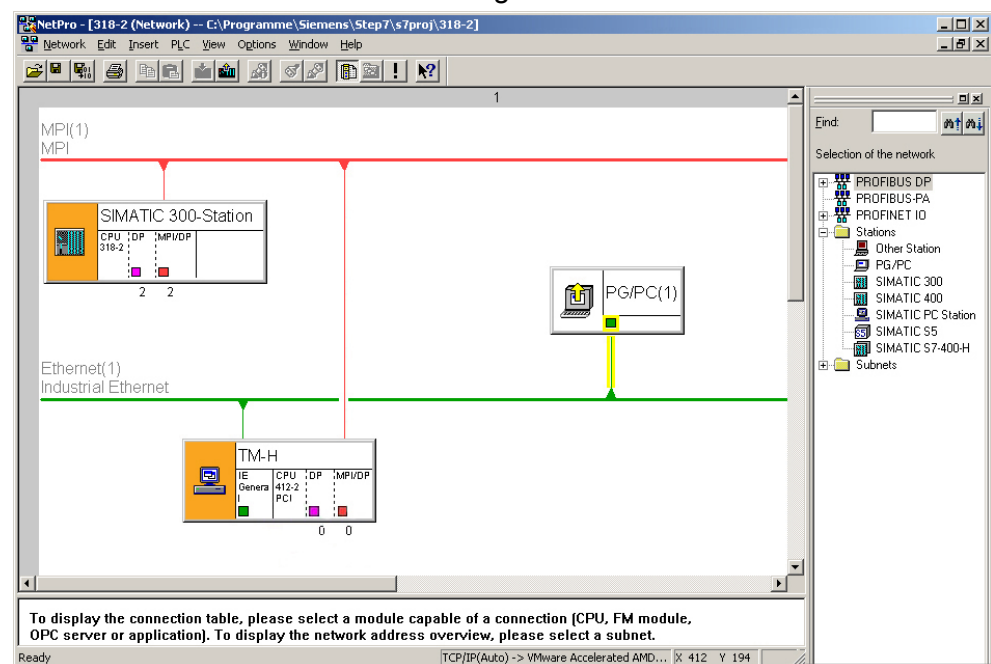 NetPro - [318-2 (Network) -- C:\Programme\Siemens\Step7\s7proj\318-2]
Network Edit Insert PLC View Options Window Help
1
MPI(1)
MPI
SIMATIC 300-Station
CPU DP MPI/DP
318-2
2 2
PG/PC(1)
Ethernet(1)
Industrial Ethernet
TM-H
IE CPU DP MPI/DP
Genera 412-2
l PCI
0 0
Find:
Selection of the network
PROFIBUS DP
PROFIBUS-PA
PROFINET IO
Stations
Other Station
PG/PC
SIMATIC 300
SIMATIC 400
SIMATIC PC Station
SIMATIC S5
SIMATIC S7-400-H
Subnets
To display the connection table, please select a module capable of a connection (CPU, FM module,
OPC server or application). To display the network address overview, please select a subnet.
Ready TCP/IP(Auto) -> VMware Accelerated AMD... X 412 Y 194